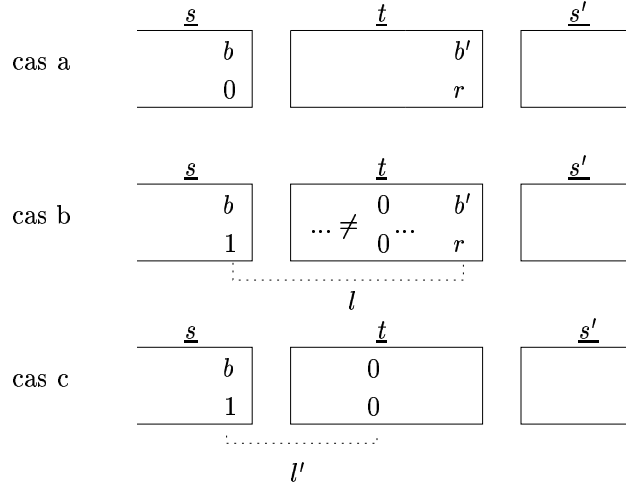 s t s′
cas a
b b′
0 r
s t s′
cas b
b 0 b′
... ≠ ...
1 0 r
l
s t s′
cas c
b 0
1 0
l′